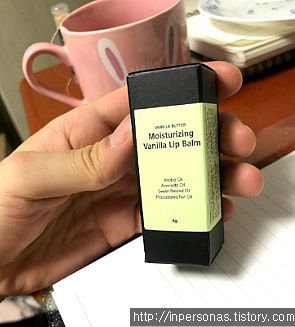 VANILLA BUTTER
Moisturizing
Vanilla Lip Balm
Jojoba Oil
Avocado Oil
Sweet Almond Oil
Macadamia Nut Oil
4g
http://inpersonas.tistory.com